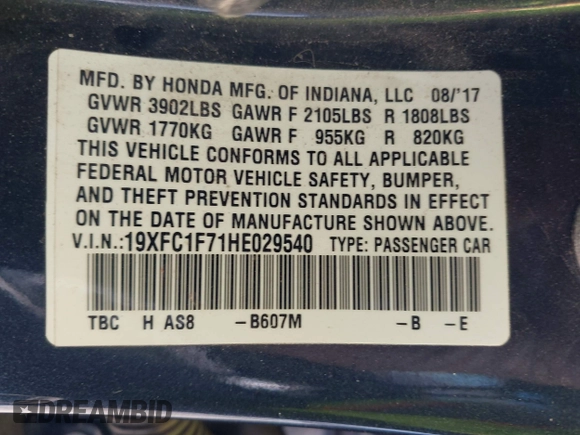 MFD. BY HONDA MFG. OF INDIANA, LLC 08/'17
GVWR 3902LBS GAWR F 2105LBS R 1808LBS
GVWR 1770KG GAWR F 955KG R 820KG
THIS VEHICLE CONFORMS TO ALL APPLICABLE
FEDERAL MOTOR VEHICLE SAFETY, BUMPER,
AND THEFT PREVENTION STANDARDS IN EFFECT
ON THE DATE OF MANUFACTURE SHOWN ABOVE.
V.I.N.:19XFC1F71HE029540 TYPE: PASSENGER CAR
TBC H AS8 –B607M –B –E
DREAMBID